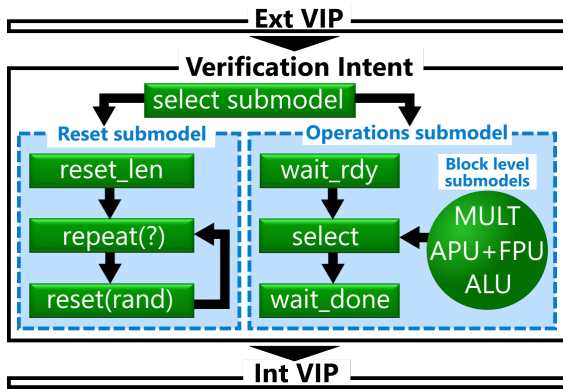 Ext VIP
Verification Intent
select submodel
Reset submodel
reset_len
repeat(?)
reset(rand)
Operations submodel
wait_rdy
select
wait_done
Block level
submodels
MULT
APU+FPU
ALU
Int VIP